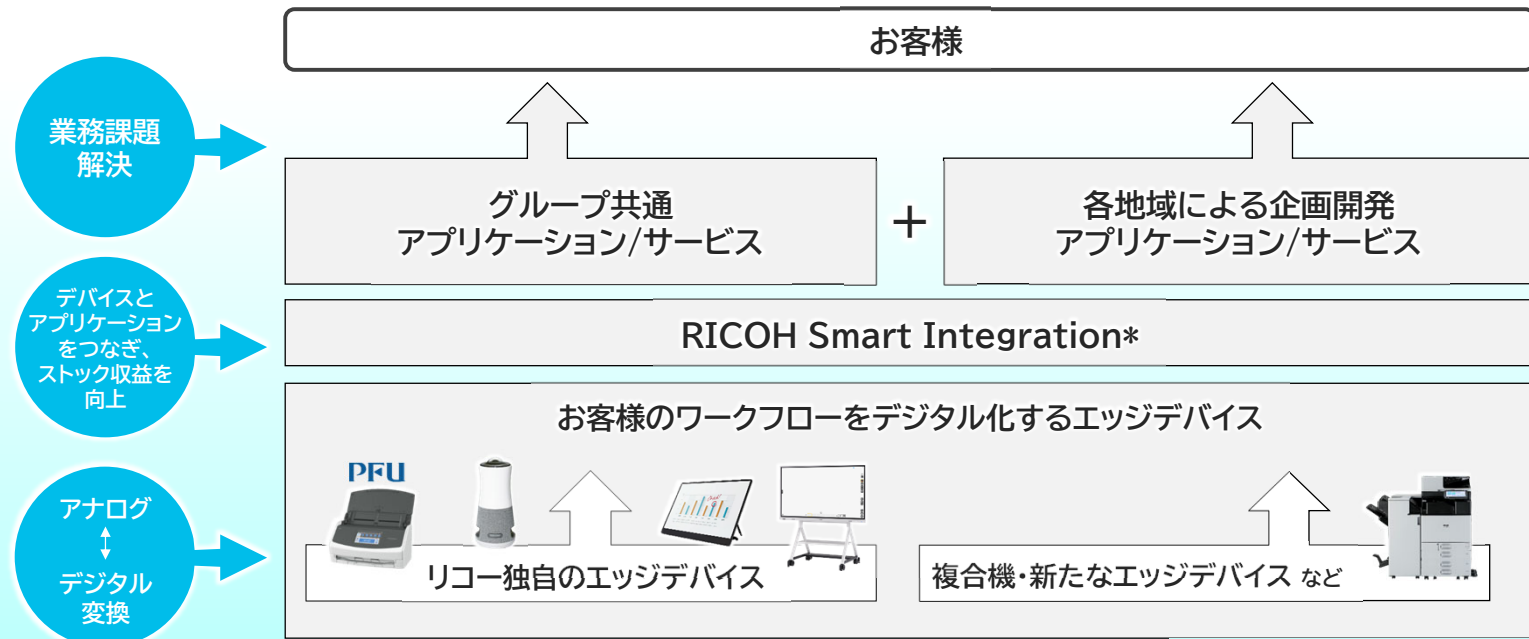 お客様
業務課題
解決
グループ共通
アプリケーション/サービス
+
各地域による企画開発
アプリケーション/サービス
デバイスと
アプリケーション
をつなぎ、
ストック収益を
向上
RICOH Smart Integration*
お客様のワークフローをデジタル化するエッジデバイス
アナログ
デジタル
変換
PFU
リコー独自のエッジデバイス
複合機・新たなエッジデバイス など